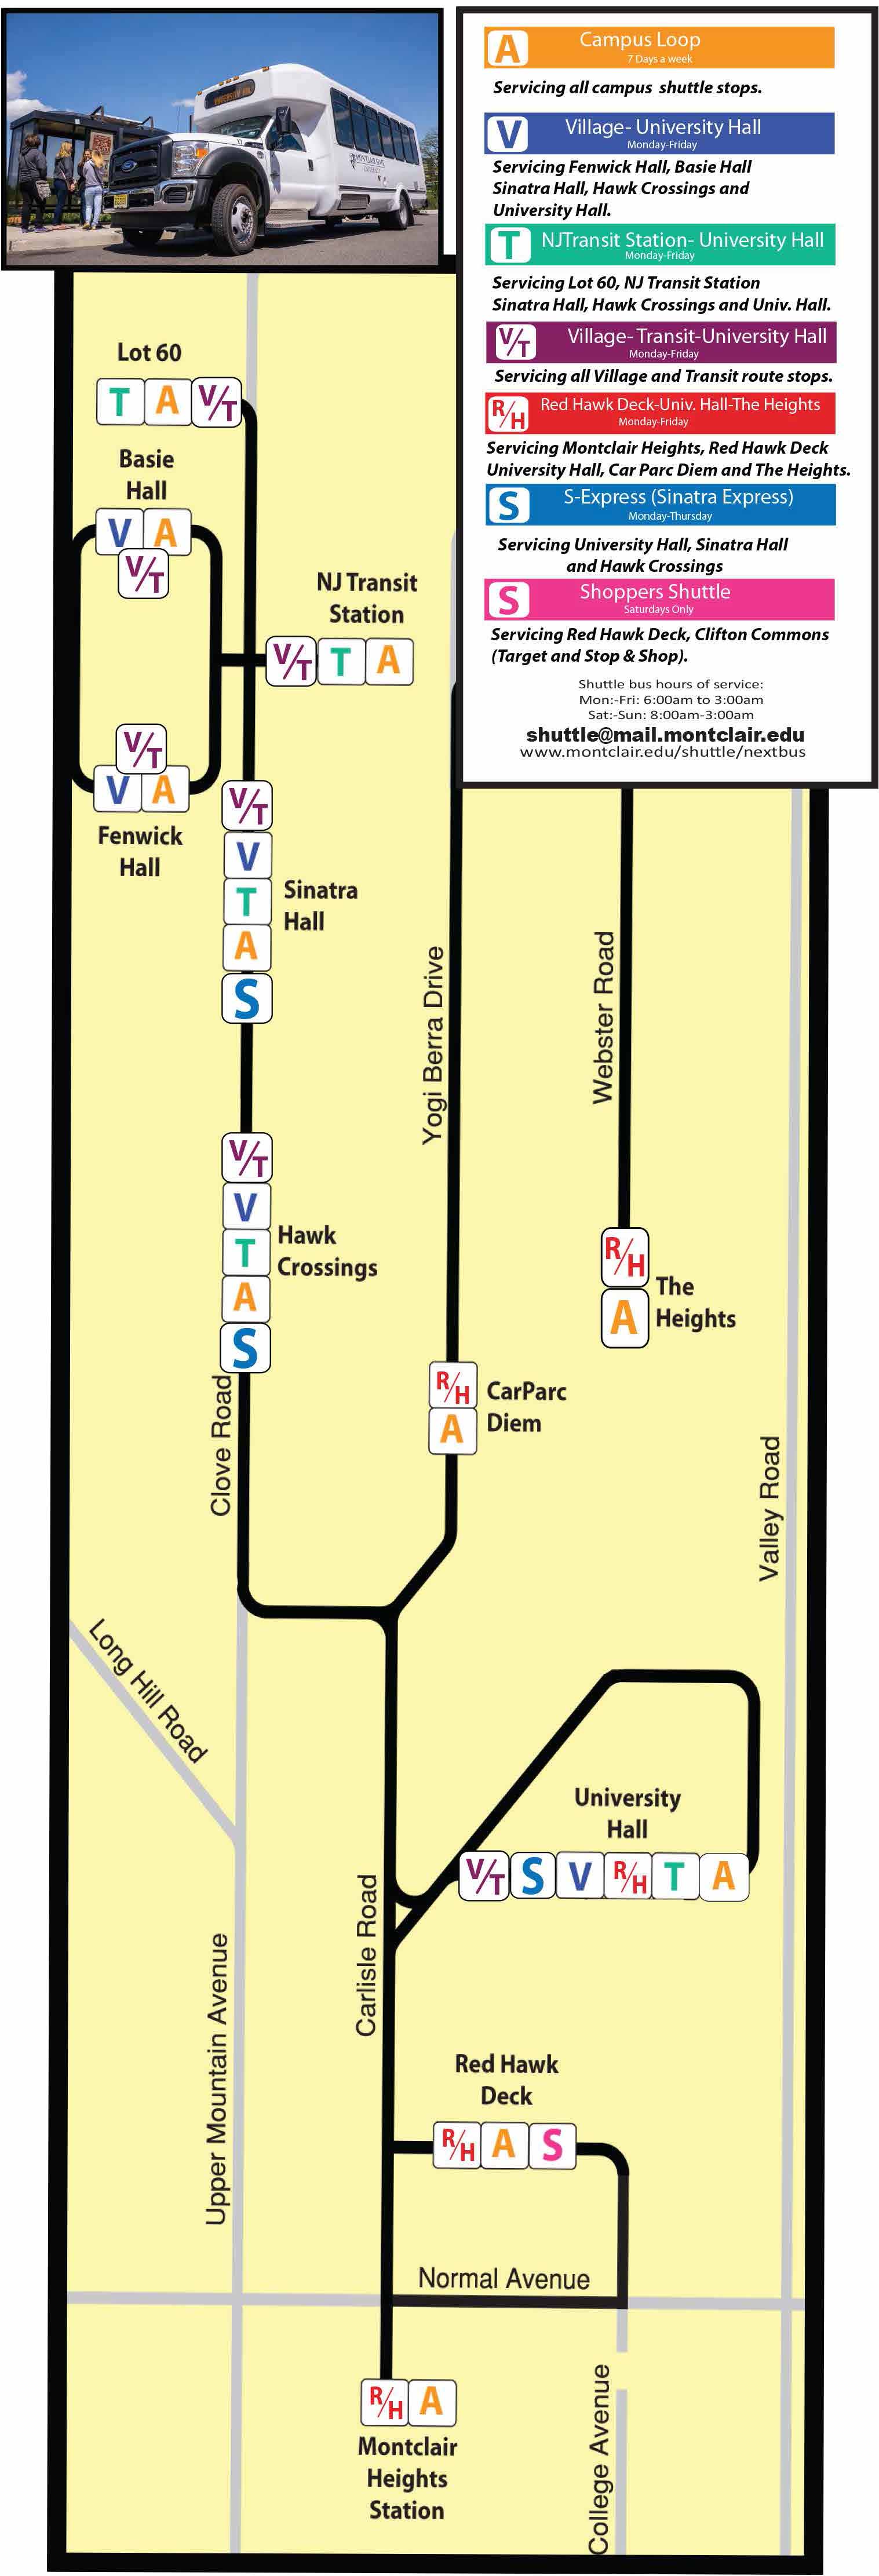 MONTCLAIR STATE
UNIVERSITY
A
Campus Loop
7 Days a week
Servicing all campus shuttle stops.
V
Village- University Hall
Monday-Friday
Servicing Fenwick Hall, Basie Hall
Sinatra Hall, Hawk Crossings and
University Hall.
T
NJTransit Station- University Hall
Monday-Friday
Servicing Lot 60, NJ Transit Station
Sinatra Hall, Hawk Crossings and Univ. Hall.
V/T
Village- Transit-University Hall
Monday-Friday
Servicing all Village and Transit route stops.
R/H
Red Hawk Deck-Univ. Hall-The Heights
Monday-Friday
Servicing Montclair Heights, Red Hawk Deck
University Hall, Car Parc Diem and The Heights.
S
S-Express (Sinatra Express)
Monday-Thursday
Servicing University Hall, Sinatra Hall
and Hawk Crossings
S
Shoppers Shuttle
Saturdays Only
Servicing Red Hawk Deck, Clifton Commons
(Target and Stop & Shop).
Shuttle bus hours of service:
Mon:-Fri: 6:00am to 3:00am
Sat:-Sun: 8:00am-3:00am
shuttle@mail.montclair.edu
www.montclair.edu/shuttle/nextbus
Lot 60
T A V/T
Basie
Hall
V A
V/T
NJ Transit
Station
V/T T A
V/T
V A
Fenwick
Hall
V/T
V
T
A
S
Sinatra
Hall
Yogi Berra Drive
Webster Road
V/T
V
T
A
S
Hawk
Crossings
R/H
A
The
Heights
R/H
A
CarParc
Diem
Clove Road
Valley Road
Long Hill Road
University
Hall
V/T S V R/H T A
Carlisle Road
Upper Mountain Avenue
Red Hawk
Deck
R/H A S
Normal Avenue
R/H A
Montclair
Heights
Station
College Avenue